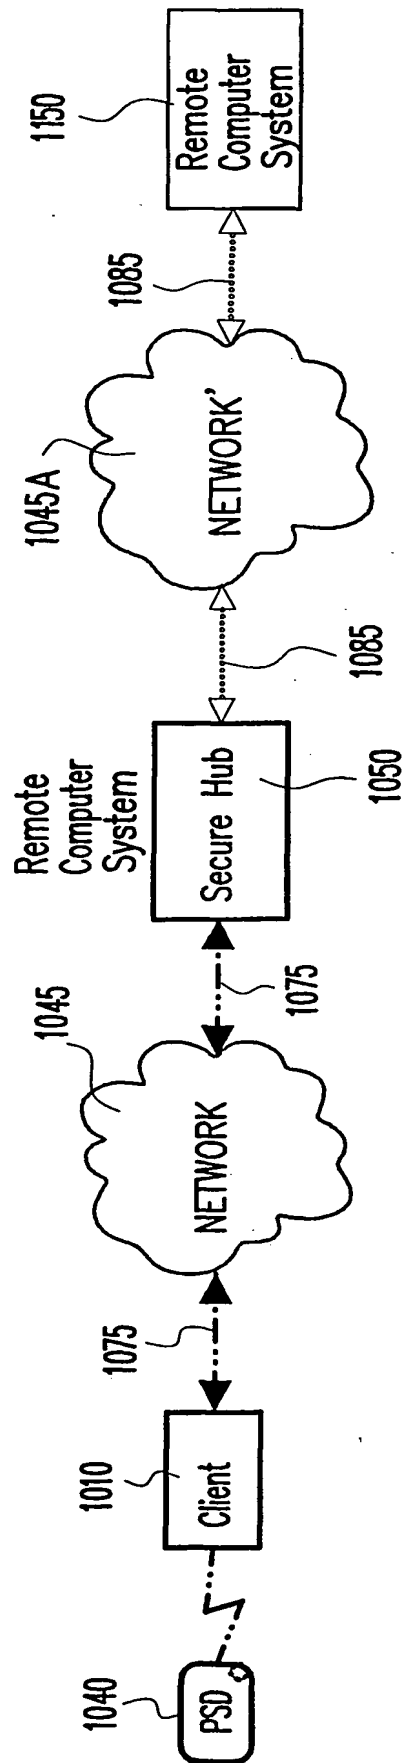 1040
PSD
1010
Client
1075
1045
NETWORK
1075
Remote
Computer
System
Secure Hub
1050
1085
1045A
NETWORK'
1085
1150
Remote
Computer
System